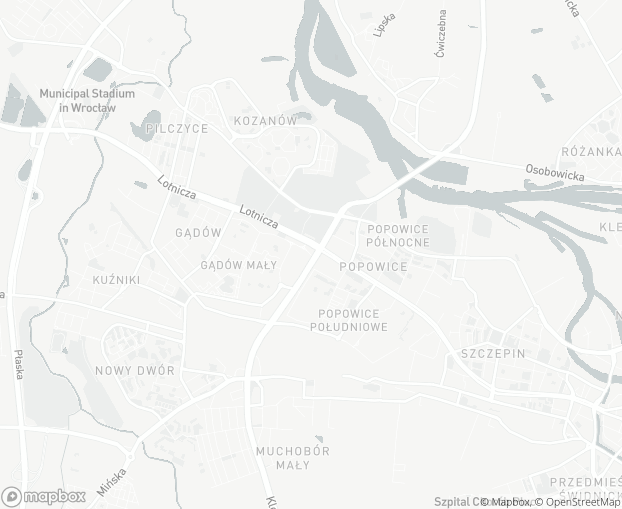 Lipska
Ćwiczebna
Municipal Stadium
in Wrocław
PILCZYCE
KOZANÓW
RÓŻANKA
Osobowicka
Lotnicza
Lotnicza
GĄDÓW
POPOWICE
PÓŁNOCNE
GĄDÓW MAŁY
POPOWICE
KUŹNIKI
POPOWICE
POŁUDNIOWE
Płaska
SZCZEPIN
NOWY DWÓR
MUCHOBÓR
MAŁY
Mińska
mapbox
© Mapbox, © OpenStreetMap